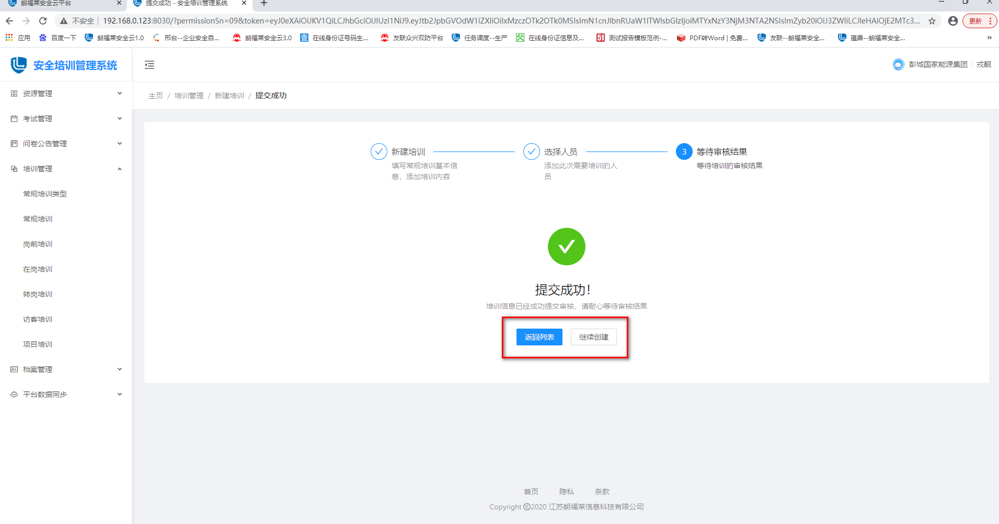 朗福莱安全云平台
提交成功 - 安全培训管理系统
不安全
192.168.0.123:8030/?permissionSn=09&token=eyJ0eXAiOiJKV1QiLCJhbGciOiJIUzI1NiJ9.eyJtb2JpbGVOdW1iZXIiOiIxMzczOTk2OTk0MSIsImN1cnJlbnRUaW1lTWlsbGlzIjoiMTYxNzY3NjM3NTA2NSIsImZyb20iOiJ3ZWIiLCJleHAiOjE2MTc3...
更新
应用
百度一下
朗福莱安全云1.0
邢台--企业安全自...
朗福莱安全云3.0
在线身份证号码生...
友联众兴双防平台
任务调度--生产
在线身份证信息及...
测试报告模板范例-...
PDF转Word | 免费...
友联--朗福莱安全...
蕴鼎--朗福莱安全...
安全培训管理系统
彭城国家能源集团
戎靓
主页 / 培训管理 / 新建培训 / 提交成功
资源管理
考试管理
问卷公告管理
培训管理
常规培训类型
常规培训
岗前培训
在岗培训
转岗培训
访客培训
项目培训
档案管理
平台数据同步
新建培训
填写常规培训基本信
息，添加培训内容
选择人员
添加此次需要培训的人
员
3
等待审核结果
等待培训的审核结果
提交成功！
培训信息已经成功提交审核，请耐心等待审核结果
返回列表
继续创建
首页 隐私 条款
Copyright ©2020 江苏朗福莱信息科技有限公司